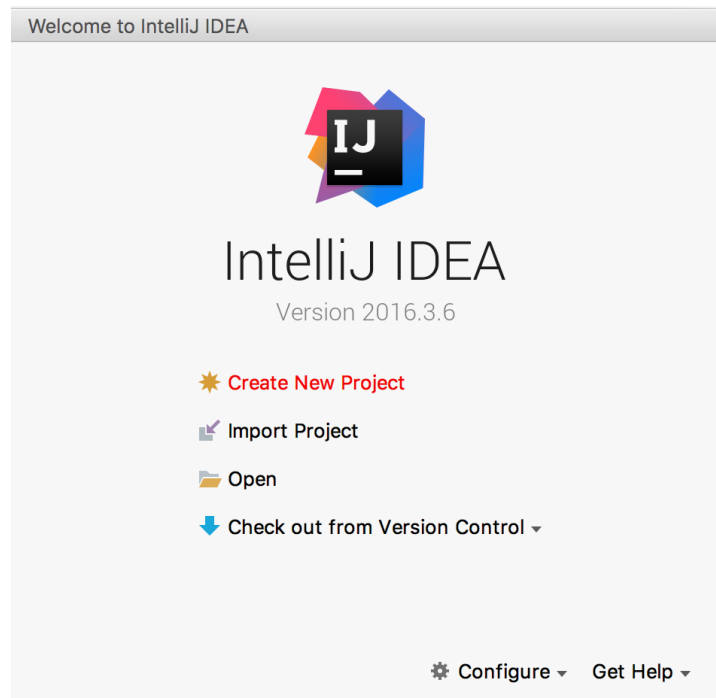 Welcome to IntelliJ IDEA
IJ
IntelliJ IDEA
Version 2016.3.6
Create New Project
Import Project
Open
Check out from Version Control
Configure Get Help